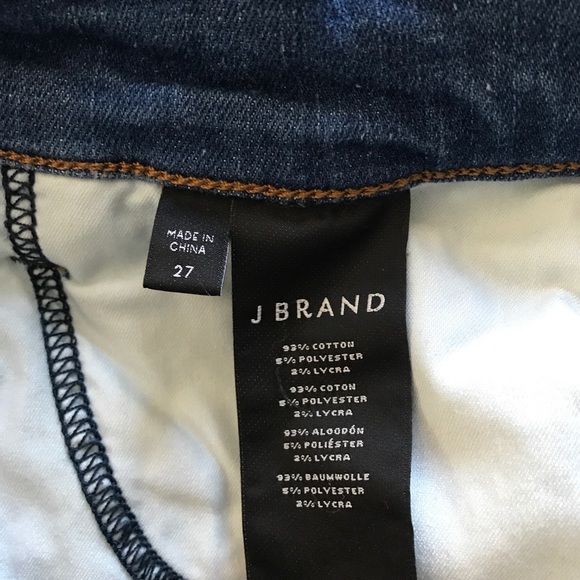 MADE IN
CHINA
27
J BRAND
93% COTTON
5% POLYESTER
2% LYCRA
93% COTON
5% POLYESTER
2% LYCRA
93% ALGODÓN
5% POLIÉSTER
2% LYCRA
93% BAUMWOLLE
5% POLYESTER
2% LYCRA